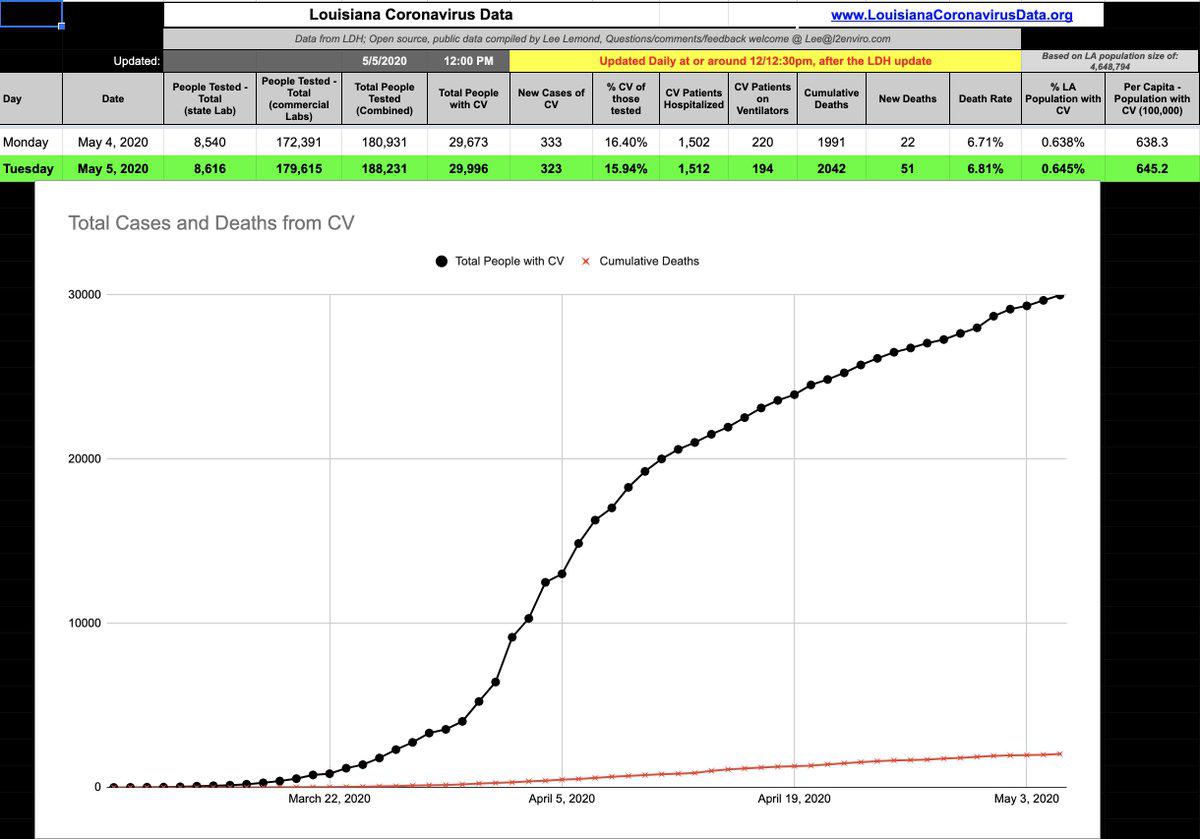 Louisiana Coronavirus Data www.LouisianaCoronavirusData.org
Data from LDH; Open source, public data compiled by Lee Lemond, Questions/comments/feedback welcome @ Lee@l2enviro.com
Updated: 5/5/2020 12:00 PM Updated Daily at or around 12/12:30pm, after the LDH update Based on LA population size of: 4,648,794
Day Date People Tested - Total (state Lab) People Tested - Total (commercial Labs) Total People Tested (Combined) Total People with CV New Cases of CV % CV of those tested CV Patients Hospitalized CV Patients on Ventilators Cumulative Deaths New Deaths Death Rate % LA Population with CV Per Capita - Population with CV (100,000)
Monday May 4, 2020 8,540 172,391 180,931 29,673 333 16.40% 1,502 220 1991 22 6.71% 0.638% 638.3
Tuesday May 5, 2020 8,616 179,615 188,231 29,996 323 15.94% 1,512 194 2042 51 6.81% 0.645% 645.2
Total Cases and Deaths from CV
Total People with CV Cumulative Deaths
30000
20000
10000
0
March 22, 2020 April 5, 2020 April 19, 2020 May 3, 2020